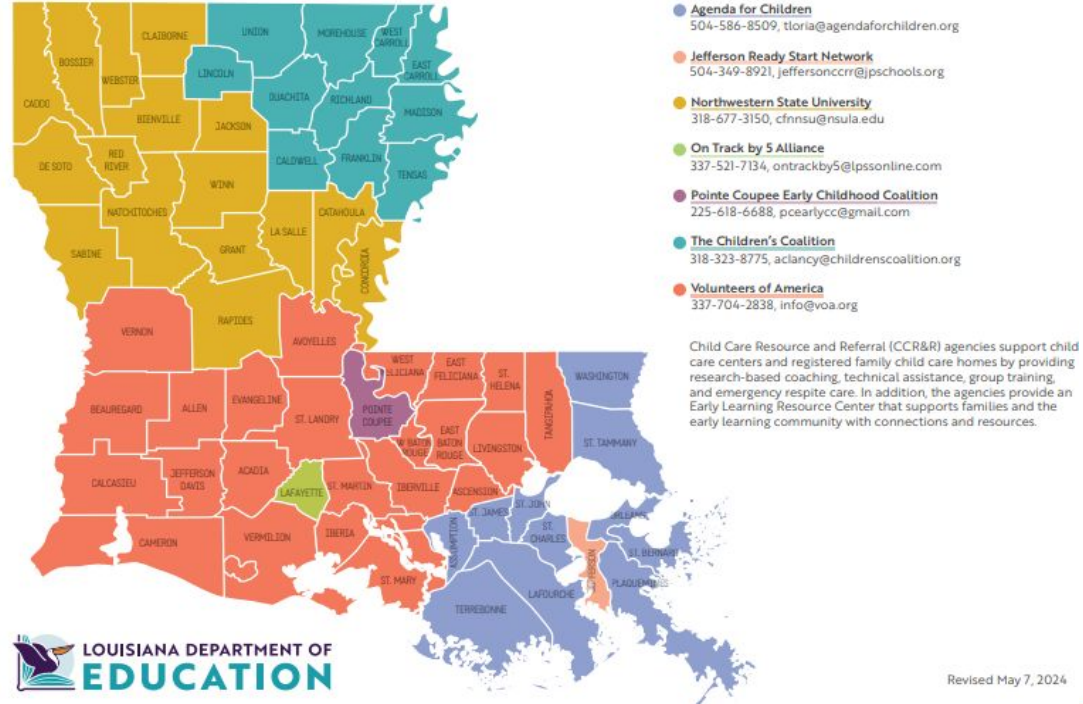 CLAIBORNE
UNION
MOREHOUSE
WEST
CARROLL
BOSSIER
WEBSTER
LINCOLN
EAST
CARROLL
CADDO
OUACHITA
RICHLAND
MADISON
BIENVILLE
JACKSON
DE SOTO
RED
RIVER
CALDWELL
FRANKLIN
TENSAS
WINN
NATCHITOCHES
CATAHOULA
SABINE
GRANT
LA SALLE
CONCORDIA
VERNON
RAPIDES
AVOYELLES
WEST
FELICIANA
EAST
FELICIANA
ST.
HELENA
TANGIPAHOA
WASHINGTON
BEAUREGARD
ALLEN
EVANGELINE
ST. LANDRY
POINTE
COUPEE
W BATON
ROUGE
EAST
BATON
ROUGE
LIVINGSTON
ST. TAMMANY
CALCASIEU
JEFFERSON
DAVIS
ACADIA
LAFAYETTE
ST. MARTIN
IBERVILLE
ASCENSION
ST. JAMES
ST. JOHN
ORLEANS
CAMERON
VERMILION
IBERIA
ASSUMPTION
ST.
CHARLES
JEFFERSON
ST. BERNARD
ST. MARY
LAFOURCHE
PLAQUEMINES
TERREBONNE
LOUISIANA DEPARTMENT OF
EDUCATION
Agenda for Children
504-586-8509, tloria@agendaforchildren.org
Jefferson Ready Start Network
504-349-8921, jeffersonccrr@jpschools.org
Northwestern State University
318-677-3150, cfnnsu@nsula.edu
On Track by 5 Alliance
337-521-7134, ontrackby5@lpssonline.com
Pointe Coupee Early Childhood Coalition
225-618-6688, pcearlycc@gmail.com
The Children's Coalition
318-323-8775, aclancy@childrenscoalition.org
Volunteers of America
337-704-2838, info@voa.org
Child Care Resource and Referral (CCR&R) agencies support child
care centers and registered family child care homes by providing
research-based coaching, technical assistance, group training,
and emergency respite care. In addition, the agencies provide an
Early Learning Resource Center that supports families and the
early learning community with connections and resources.
Revised May 7, 2024